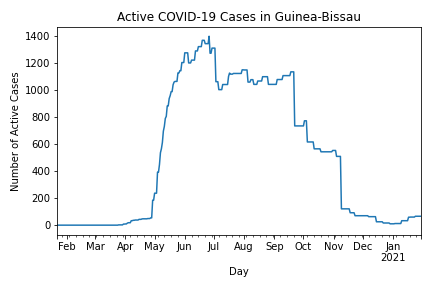 Active COVID-19 Cases in Guinea-Bissau
Number of Active Cases
1400
1200
1000
800
600
400
200
0
Feb Mar Apr May Jun Jul Aug Sep Oct Nov Dec Jan
2021
Day